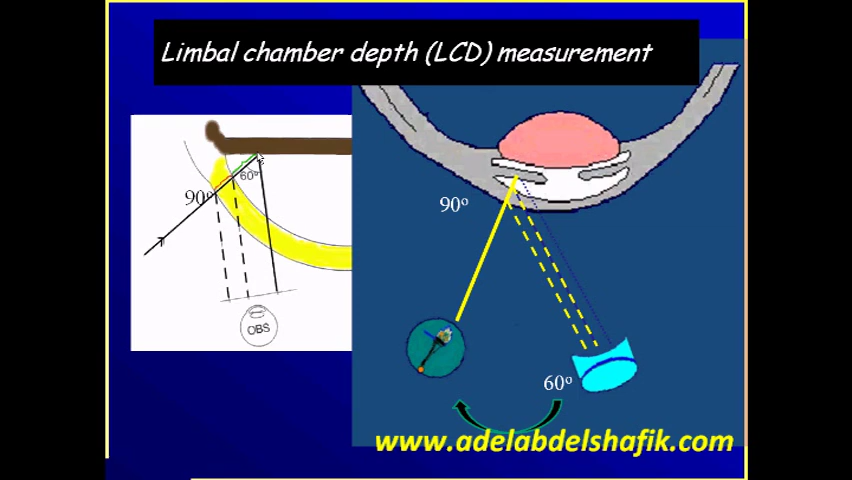 Limbal chamber depth (LCD) measurement
60º
90º
OBS
90º
60º
www.adelabdelshafik.com